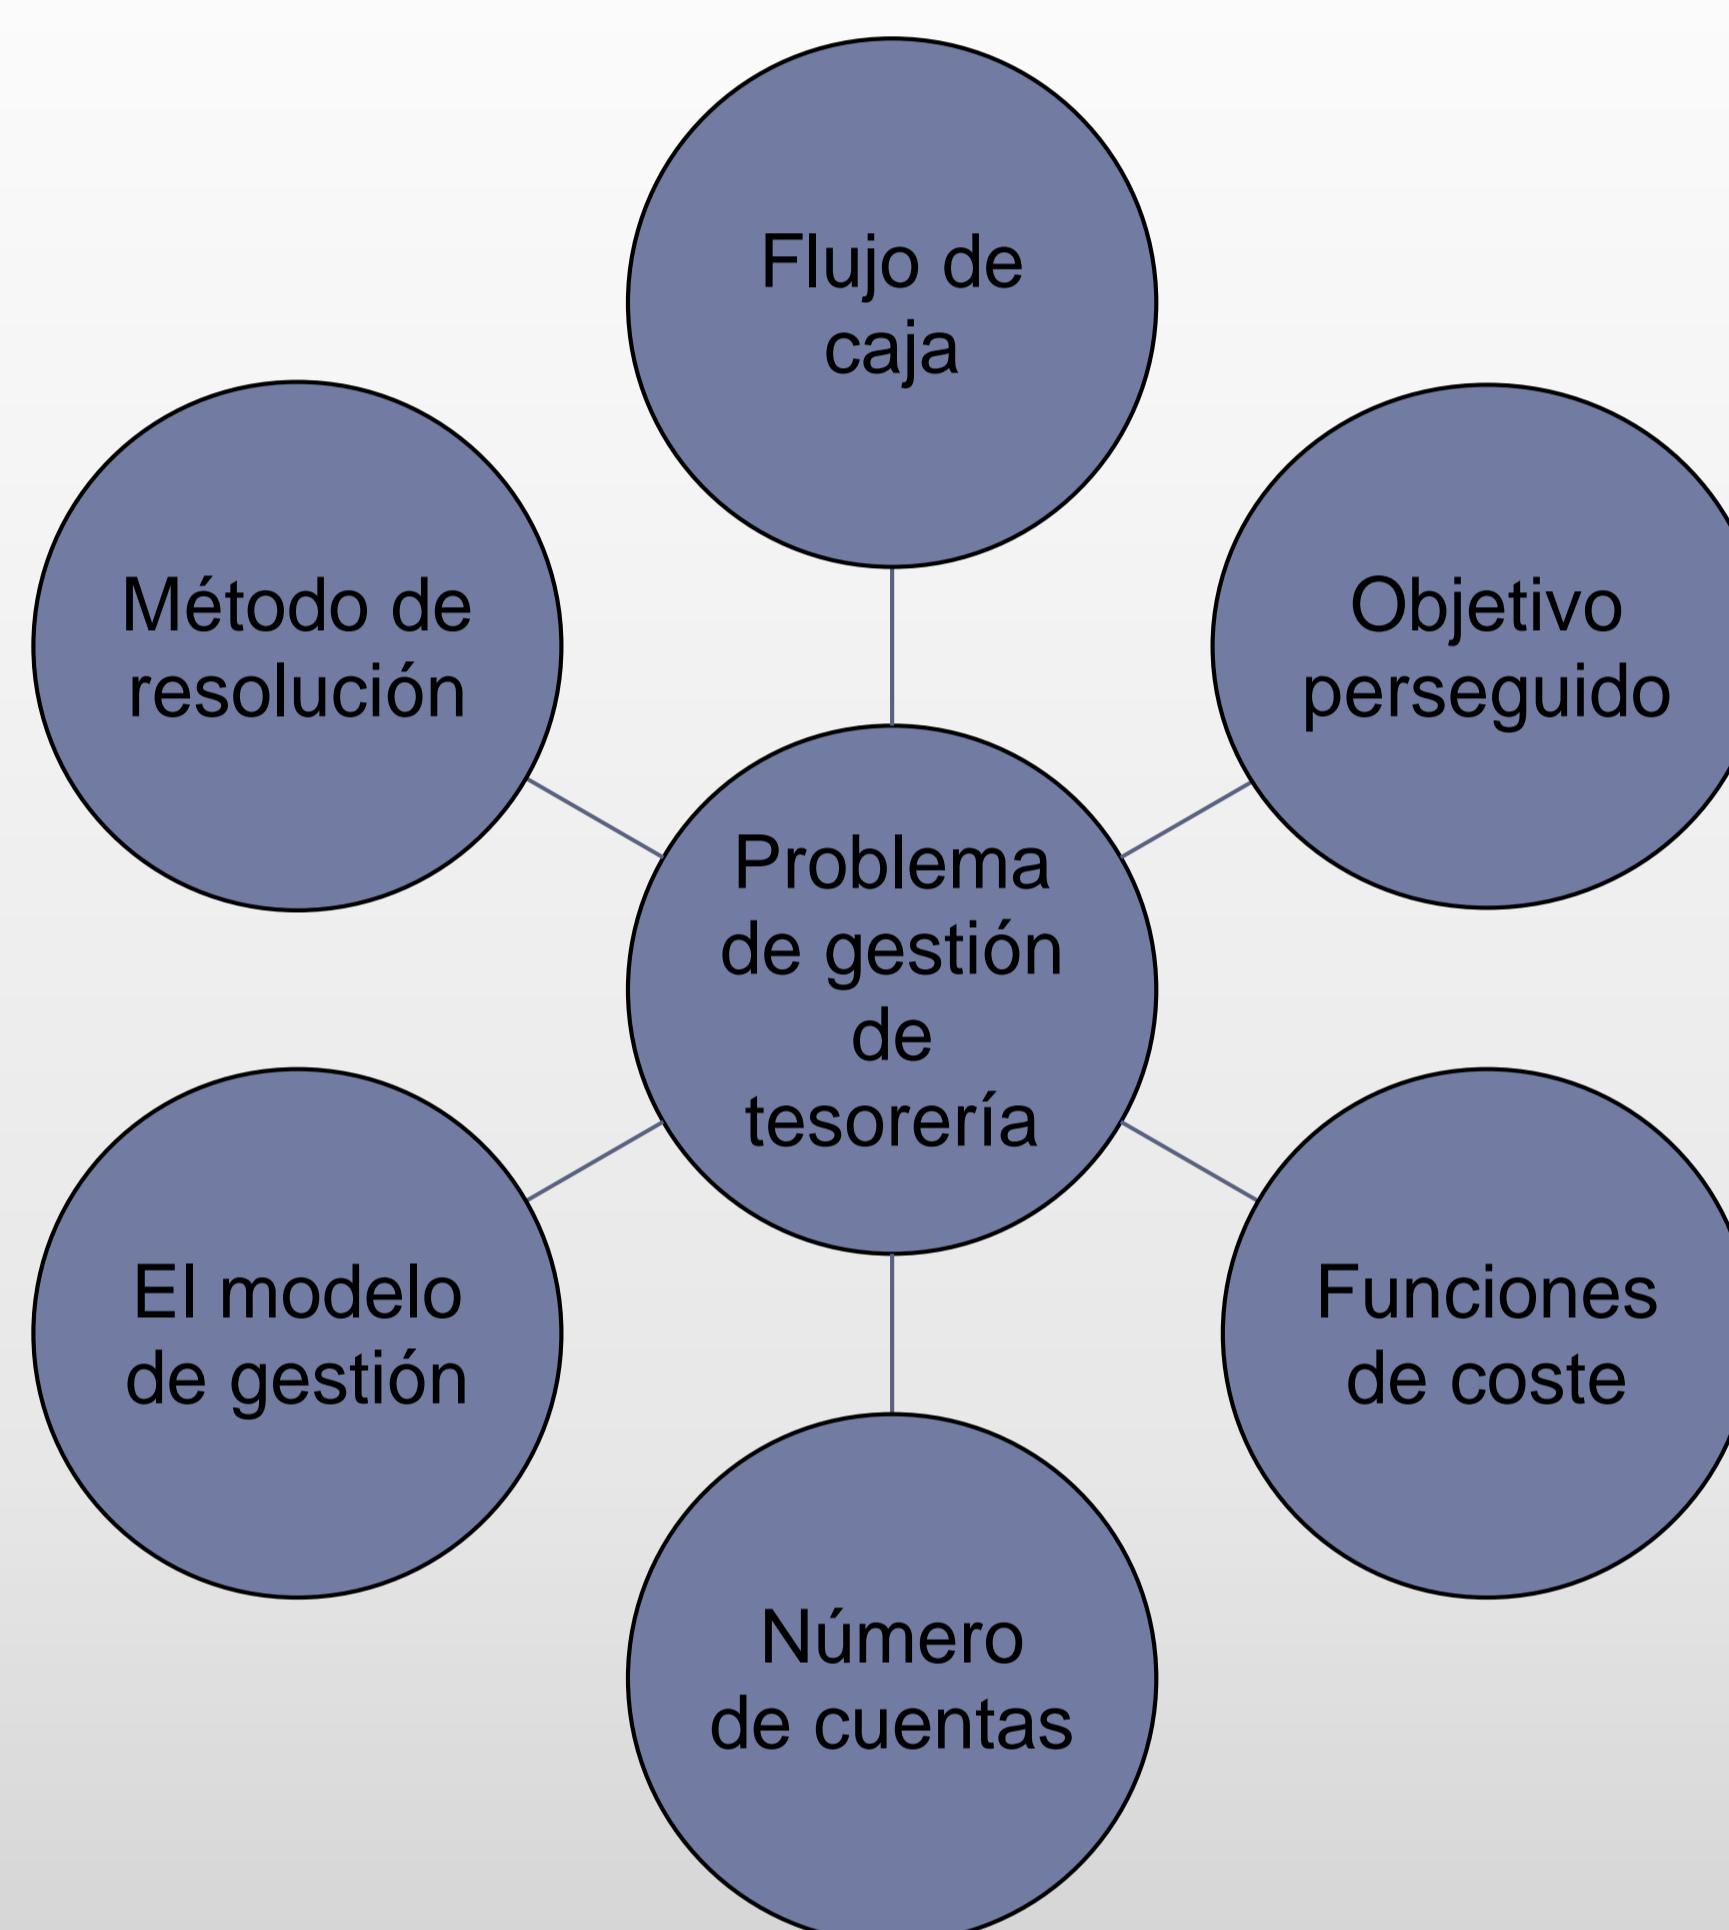 Flujo de
caja
Método de
resolución
Objetivo
perseguido
Problema
de gestión
de
tesorería
El modelo
de gestión
Funciones
de coste
Número
de cuentas